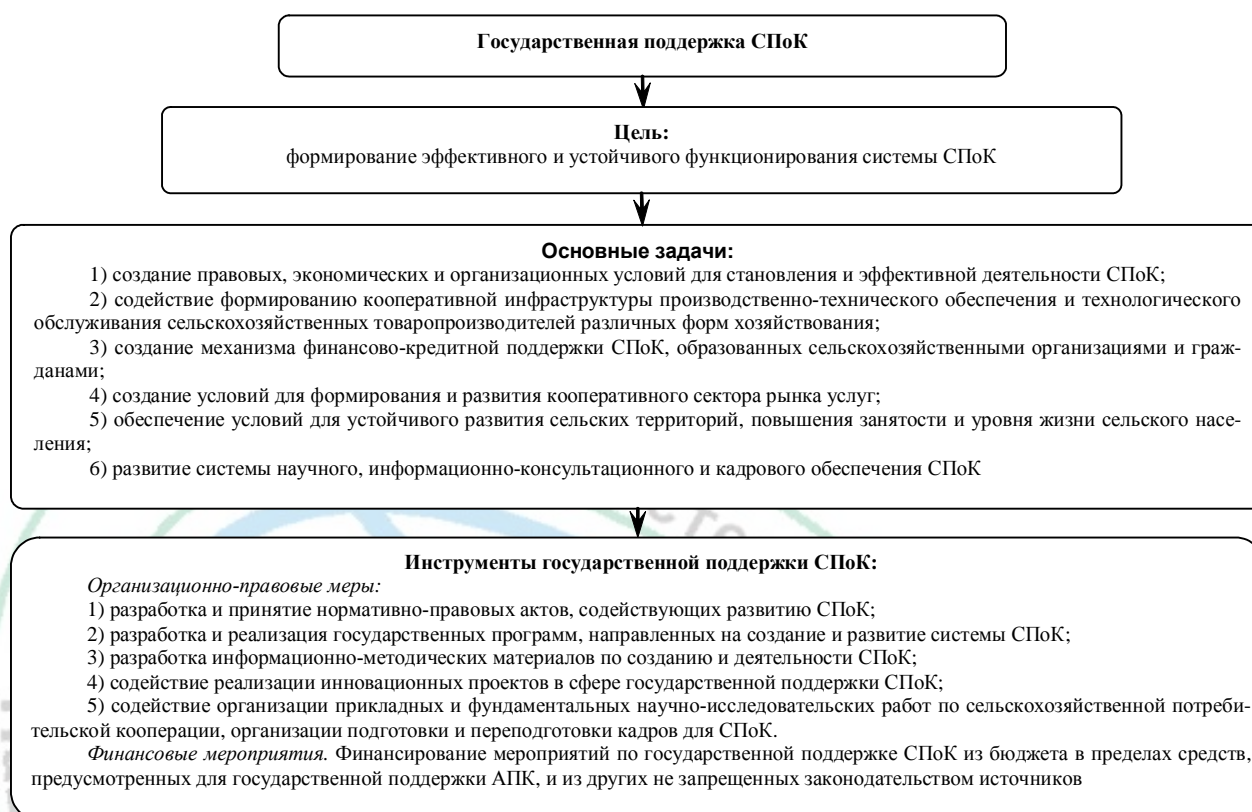 Государственная поддержка СПоК
Цель:
формирование эффективного и устойчивого функционирования системы СПоК
Основные задачи:
1) создание правовых, экономических и организационных условий для становления и эффективной деятельности СПоК;
2) содействие формированию кооперативной инфраструктуры производственно-технического обеспечения и технологического
обслуживания сельскохозяйственных товаропроизводителей различных форм хозяйствования;
3) создание механизма финансово-кредитной поддержки СПоК, образованных сельскохозяйственными организациями и граж-
данами;
4) создание условий для формирования и развития кооперативного сектора рынка услуг;
5) обеспечение условий для устойчивого развития сельских территорий, повышения занятости и уровня жизни сельского насе-
ления;
6) развитие системы научного, информационно-консультационного и кадрового обеспечения СПоК
Инструменты государственной поддержки СПоК:
Организационно-правовые меры:
1) разработка и принятие нормативно-правовых актов, содействующих развитию СПоК;
2) разработка и реализация государственных программ, направленных на создание и развитие системы СПоК;
3) разработка информационно-методических материалов по созданию и деятельности СПоК;
4) содействие реализации инновационных проектов в сфере государственной поддержки СПоК;
5) содействие организации прикладных и фундаментальных научно-исследовательских работ по сельскохозяйственной потреби-
тельской кооперации, организации подготовки и переподготовки кадров для СПоК.
Финансовые мероприятия. Финансирование мероприятий по государственной поддержке СПоК из бюджета в пределах средств,
предусмотренных для государственной поддержки АПК, и из других не запрещенных законодательством источников